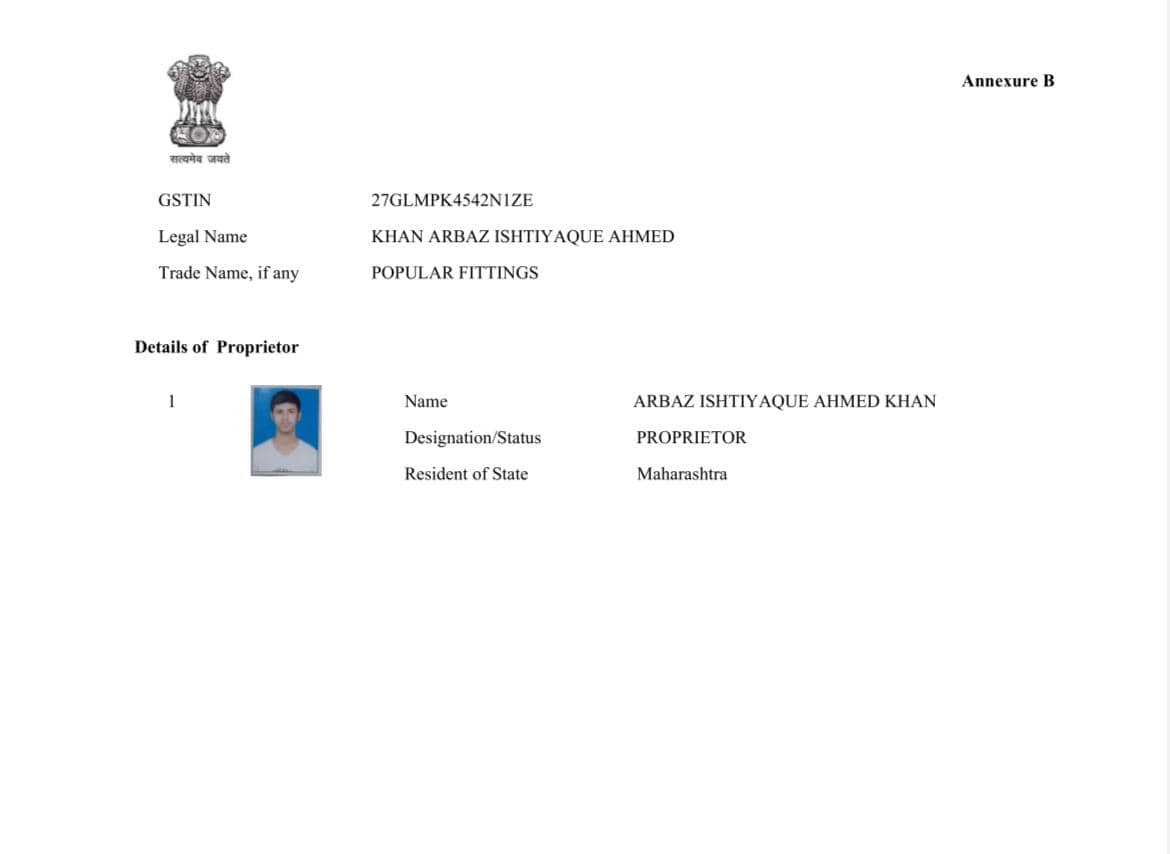 Annexure B
सत्यमेव जयते
GSTIN 27GLMPK4542N1ZE
Legal Name KHAN ARBAZ ISHTIYAQUE AHMED
Trade Name, if any POPULAR FITTINGS
Details of Proprietor
1 Name ARBAZ ISHTIYAQUE AHMED KHAN
Designation/Status PROPRIETOR
Resident of State Maharashtra